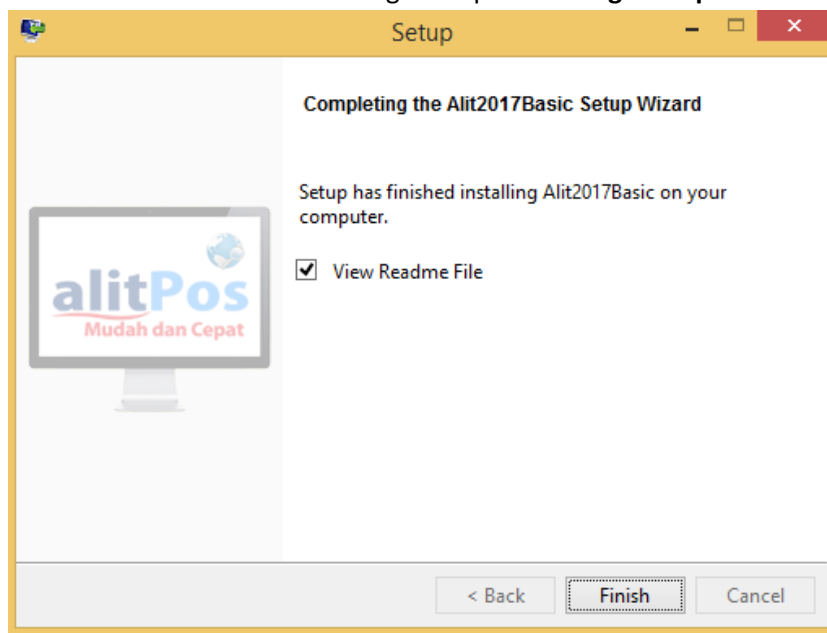 Setup
Completing the Alit2017Basic Setup Wizard
Setup has finished installing Alit2017Basic on your
computer.
View Readme File
alitPos
Mudah dan Cepat
< Back
Finish
Cancel